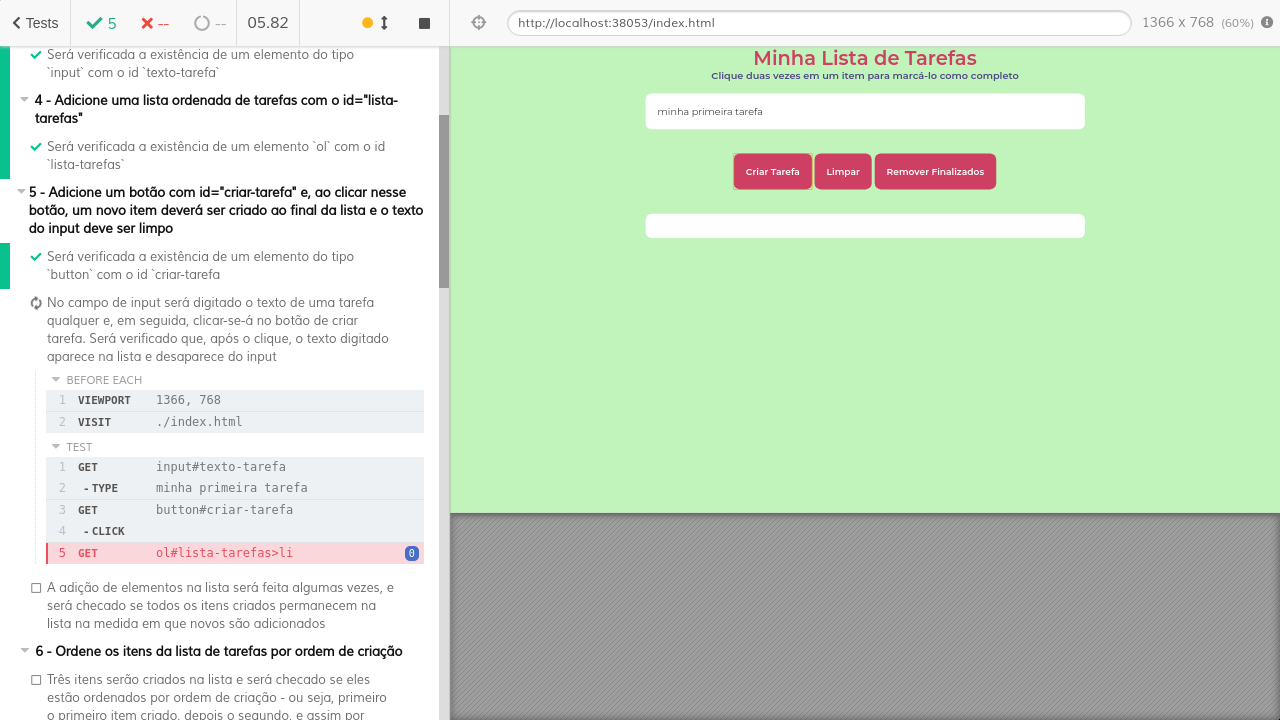 Tests
5
--
--
05.82
http://localhost:38053/index.html
1366 x 768 (60%)
Será verificada a existência de um elemento do tipo
`input` com o id `texto-tarefa`
4 - Adicione uma lista ordenada de tarefas com o id="lista-
tarefas"
Será verificada a existência de um elemento `ol` com o id
`lista-tarefas`
5 - Adicione um botão com id="criar-tarefa" e, ao clicar nesse
botão, um novo item deverá ser criado ao final da lista e o texto
do input deve ser limpo
Será verificada a existência de um elemento do tipo
`button` com o id `criar-tarefa
No campo de input será digitado o texto de uma tarefa
qualquer e, em seguida, clicar-se-á no botão de criar
tarefa. Será verificado que, após o clique, o texto digitado
aparece na lista e desaparece do input
BEFORE EACH
1 VIEWPORT 1366, 768
2 VISIT ./index.html
TEST
1 GET input#texto-tarefa
2 -TYPE minha primeira tarefa
3 GET button#criar-tarefa
4 -CLICK
5 GET ol#lista-tarefas>li 0
A adição de elementos na lista será feita algumas vezes, e
será checado se todos os itens criados permanecem na
lista na medida em que novos são adicionados
6 - Ordene os itens da lista de tarefas por ordem de criação
Três itens serão criados na lista e será checado se eles
estão ordenados por ordem de criação - ou seja, primeiro
o primeiro item criado, depois o segundo, e assim por
Minha Lista de Tarefas
Clique duas vezes em um item para marcá-lo como completo
minha primeira tarefa
Criar Tarefa
Limpar
Remover Finalizados